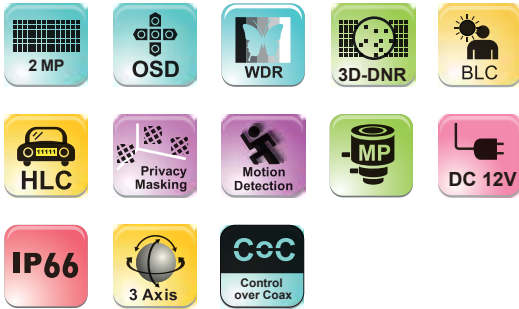 2 MP
OSD
WDR
3D-DNR
BLC
HLC
Privacy
Masking
Motion
Detection
MP
DC 12V
IP66
3 Axis
CoC
Control
over Coax